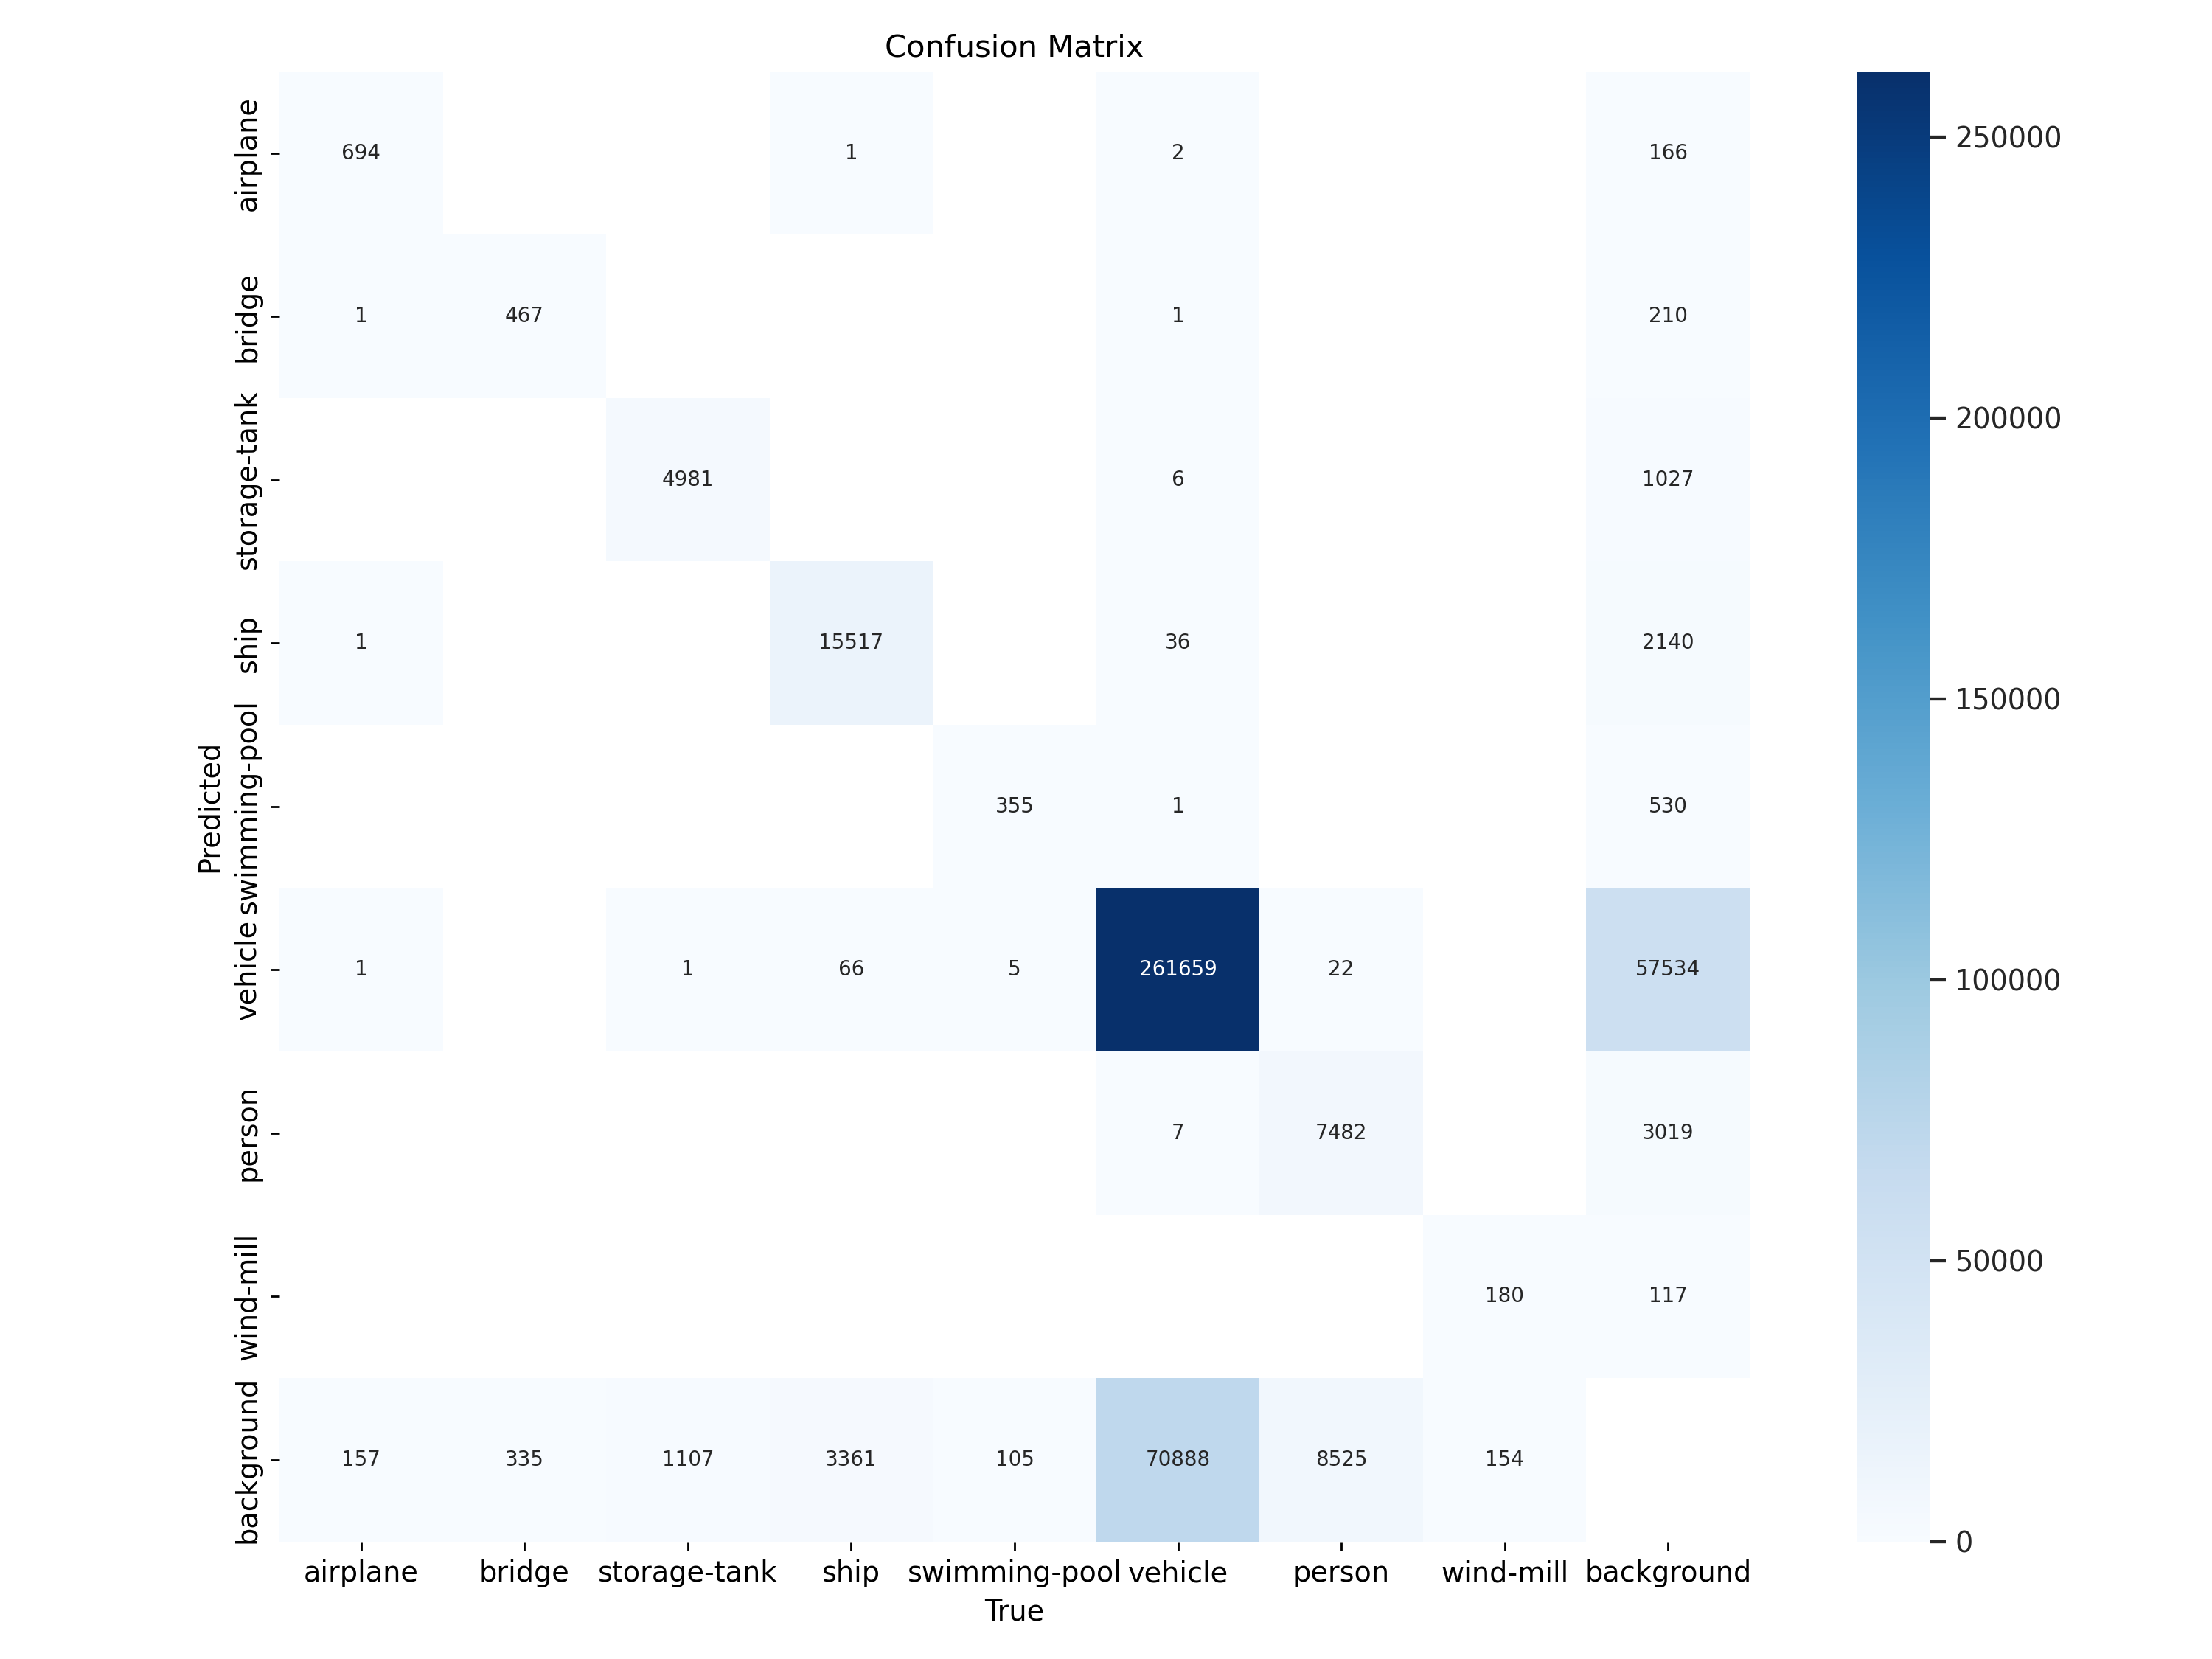 Confusion Matrix
airplane 694 1 2 166
bridge 1 467 1 210
storage-tank 4981 6 1027
ship 1 15517 36 2140
swimming-pool 355 1 530
vehicle 1 1 66 5 261659 22 57534
person 7 7482 3019
wind-mill 180 117
background 157 335 1107 3361 105 70888 8525 154
airplane bridge storage-tank ship swimming-pool vehicle person wind-mill background
True
Predicted
250000
200000
150000
100000
50000
0